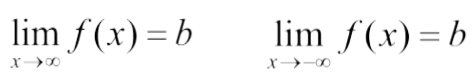 lim f(x) = b lim f(x) = b
x→∞ x→−∞